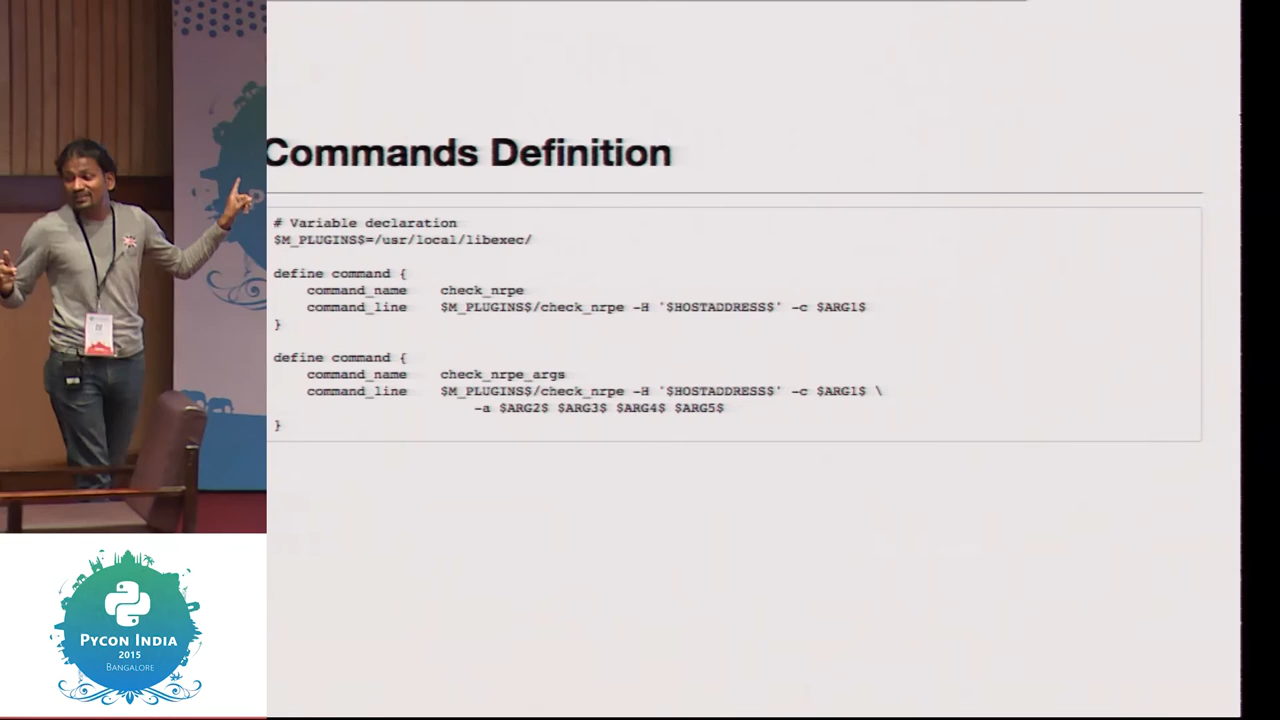 Commands Definition
# Variable declaration
$M_PLUGINS$=/usr/local/libexec/
define command {
    command_name    check_nrpe
    command_line    $M_PLUGINS$/check_nrpe -H '$HOSTADDRESS$' -c $ARG1$
}
define command {
    command_name    check_nrpe_args
    command_line    $M_PLUGINS$/check_nrpe -H '$HOSTADDRESS$' -c $ARG1$ \
                        -a $ARG2$ $ARG3$ $ARG4$ $ARG5$
}
PYCON INDIA
2015
BANGALORE